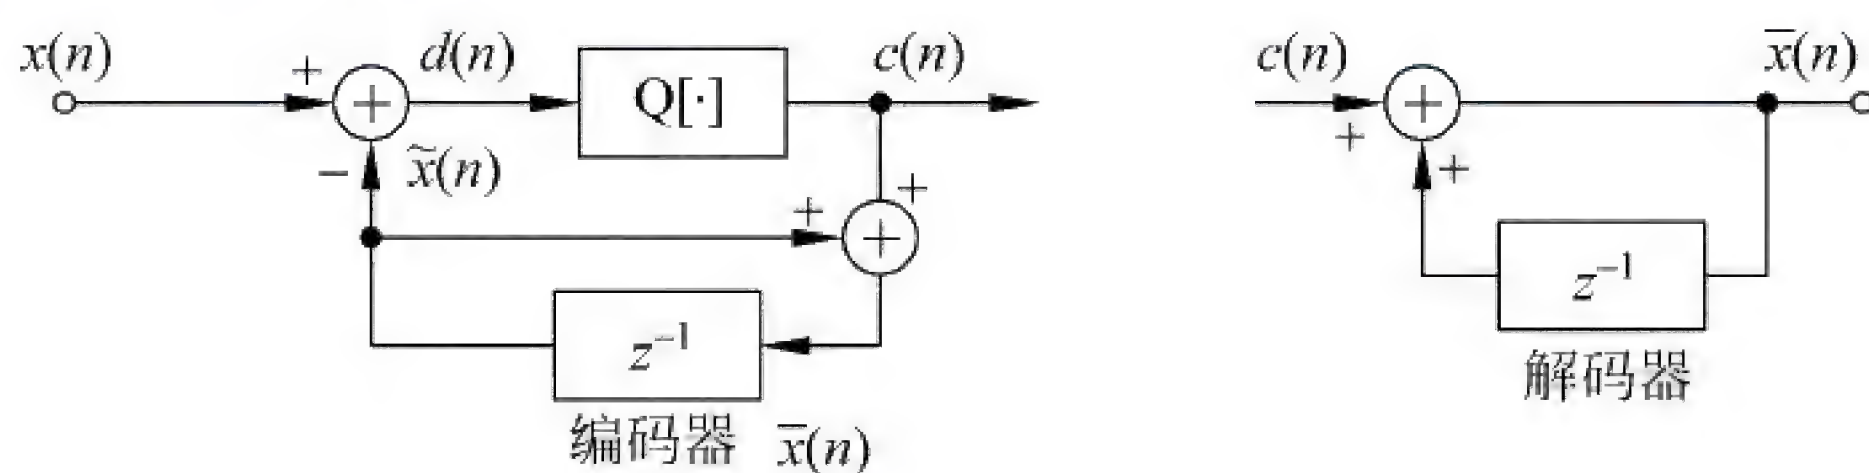 x(n)
+
+
d(n)
Q[·]
c(n)
−
x̃(n)
+
+
+
z⁻¹
编码器
x̅(n)
c(n)
+
+
+
x̅(n)
z⁻¹
解码器